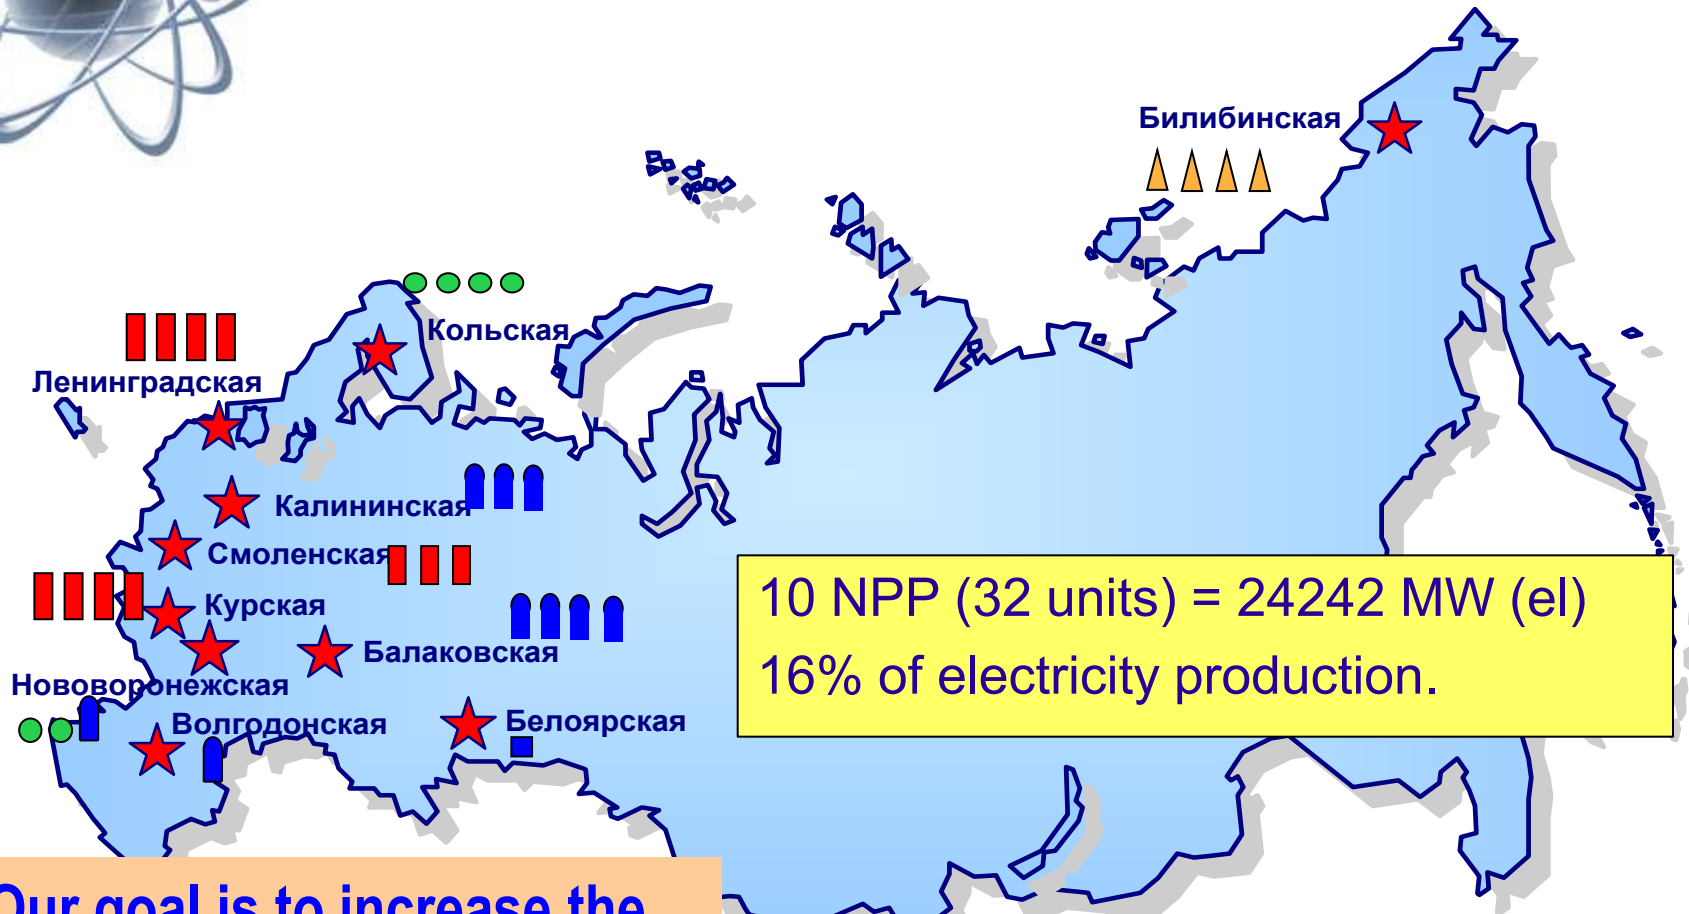 Билибинская
Кольская
Ленинградская
Калининская
Смоленская
Курская
Балаковская
Нововоронежская
Волгодонская
Белоярская
10 NPP (32 units) = 24242 MW (el)
16% of electricity production.
Our goal is to increase the